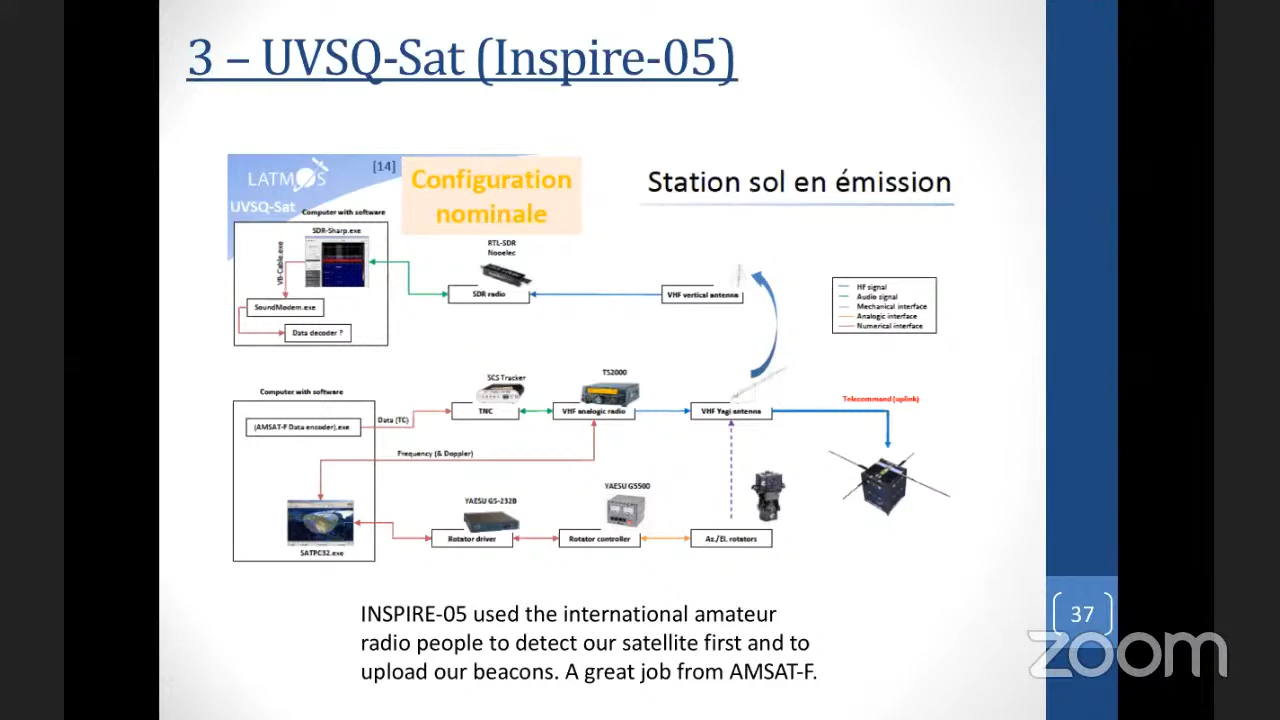 3 – UVSQ-Sat (Inspire-05)
LATMOS
[14]
UVSQ-Sat
Configuration
nominale
Station sol en émission
Computer with software
SDR-Sharp.exe
VB-Cable.exe
SoundModem.exe
Data decoder ?
RTL-SDR
Nooelec
SDR radio
VHF vertical antenna
HF signal
Audio signal
Mechanical interface
Analogic interface
Numerical interface
Computer with software
(AMSAT-F Data encoder).exe
Data (TC)
SCS Tracker
TNC
TS2000
VHF analogic radio
VHF Yagi antenna
Telecommand (uplink)
Frequency (& Doppler)
SATPC32.exe
YAESU GS-232B
Rotator driver
YAESU G5500
Rotator controller
Az./El. rotators
INSPIRE-05 used the international amateur
radio people to detect our satellite first and to
upload our beacons. A great job from AMSAT-F.
37
zoom